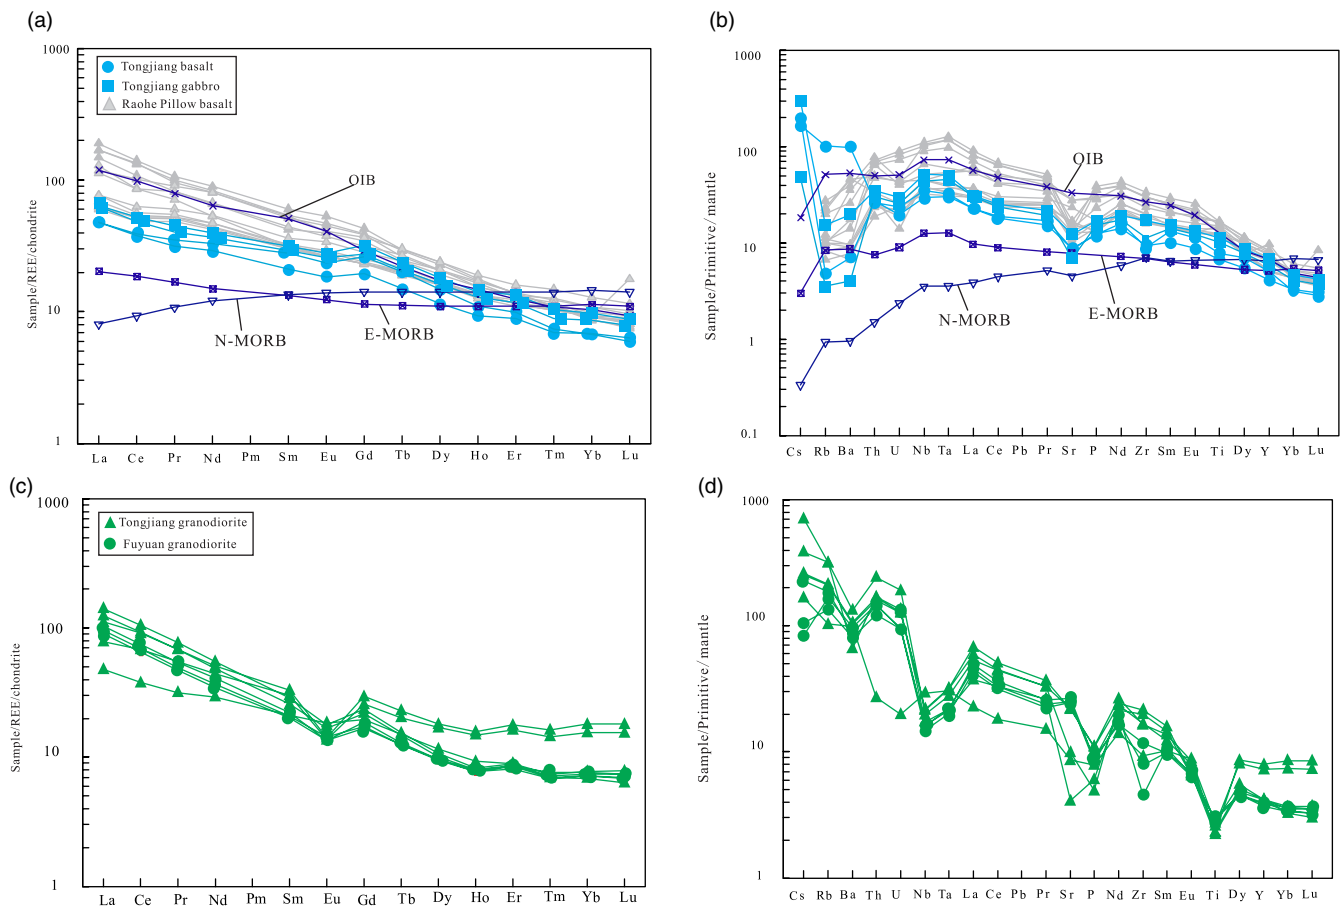 (a)
1000
100
10
1
Sample/REE/chondrite
Tongjiang basalt
Tongjiang gabbro
Raohe Pillow basalt
OIB
N-MORB
E-MORB
La Ce Pr Nd Pm Sm Eu Gd Tb Dy Ho Er Tm Yb Lu
(b)
1000
100
10
1
0.1
Sample/Primitive/mantle
OIB
N-MORB
E-MORB
Cs Rb Ba Th U Nb Ta La Ce Pb Pr Sr P Nd Zr Sm Eu Ti Dy Y Yb Lu
(c)
1000
100
10
1
Sample/REE/chondrite
Tongjiang granodiorite
Fuyuan granodiorite
La Ce Pr Nd Pm Sm Eu Gd Tb Dy Ho Er Tm Yb Lu
(d)
1000
100
10
1
Sample/Primitive/mantle
Cs Rb Ba Th U Nb Ta La Ce Pb Pr Sr P Nd Zr Sm Eu Ti Dy Y Yb Lu